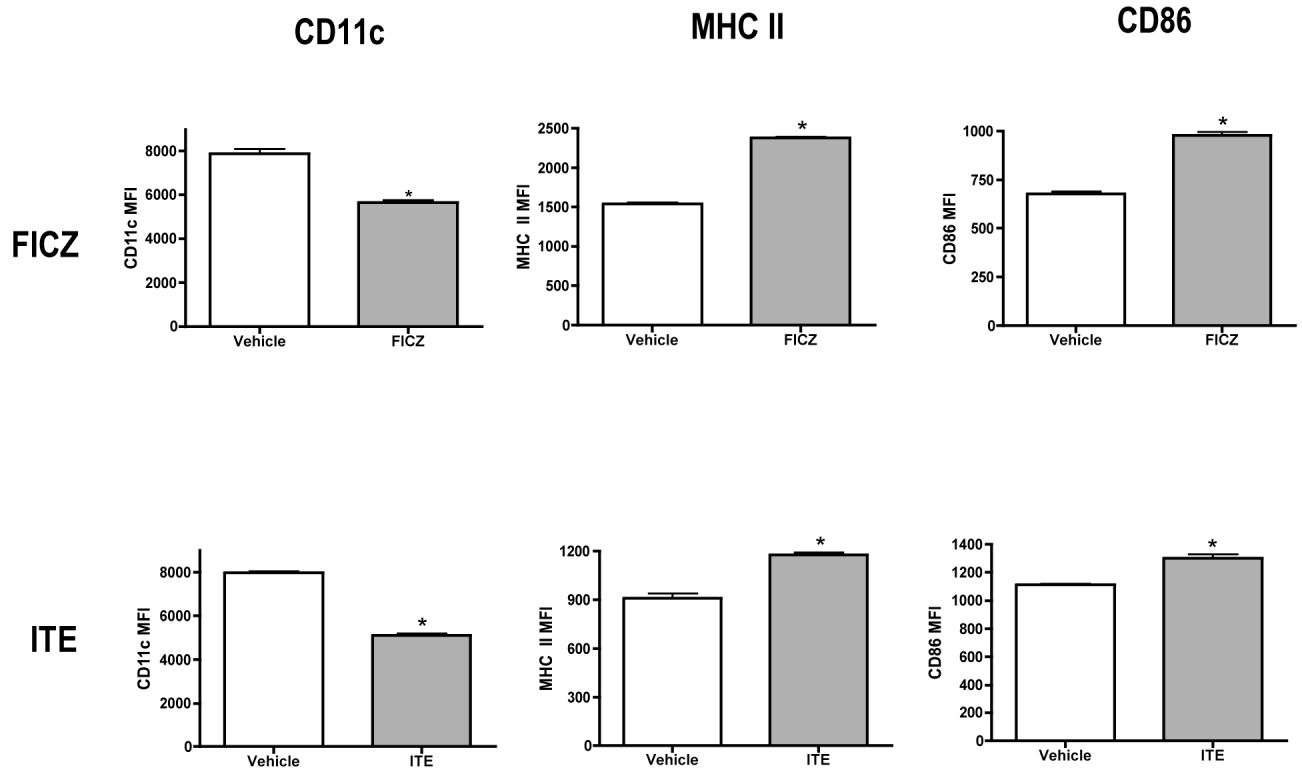 CD11c
MHC II
CD86
FICZ
CD11c MFI
8000
6000
4000
2000
0
*
Vehicle
FICZ
MHC II MFI
2500
2000
1500
1000
500
0
*
Vehicle
FICZ
CD86 MFI
1000
750
500
250
0
*
Vehicle
FICZ
ITE
CD11c MFI
8000
6000
4000
2000
0
*
Vehicle
ITE
MHC II MFI
1200
900
600
300
0
*
Vehicle
ITE
CD86 MFI
1400
1200
1000
800
600
400
200
0
*
Vehicle
ITE